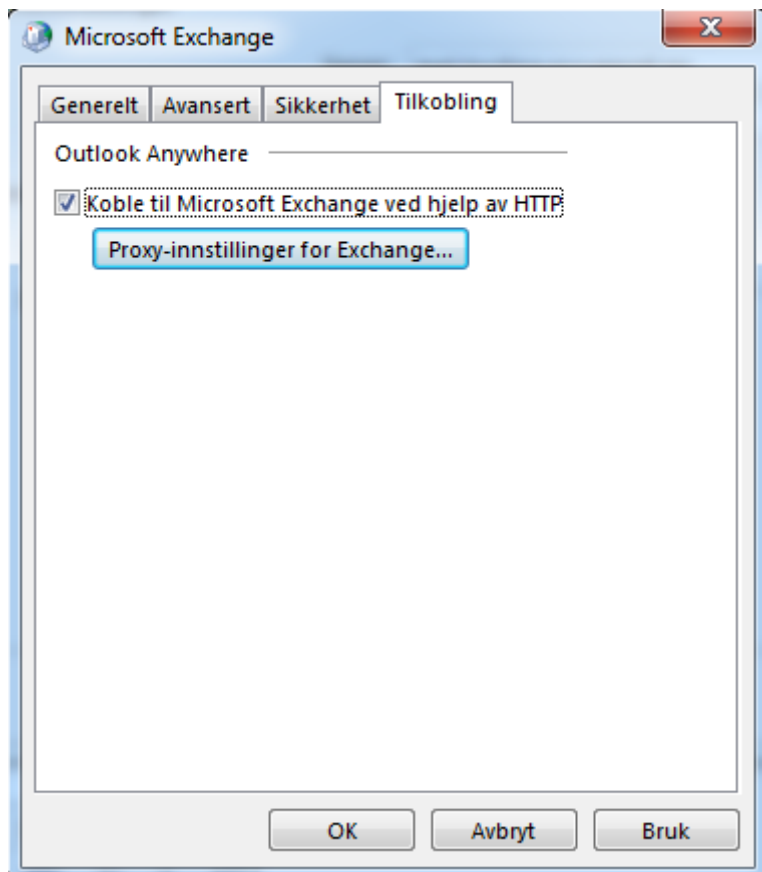 Microsoft Exchange
Generelt Avansert Sikkerhet Tilkobling
Outlook Anywhere
Koble til Microsoft Exchange ved hjelp av HTTP
Proxy-innstillinger for Exchange...
OK Avbryt Bruk